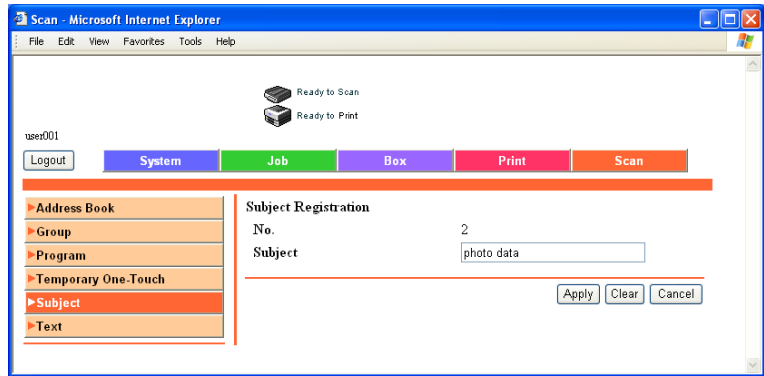 Scan - Microsoft Internet Explorer
File Edit View Favorites Tools Help
Ready to Scan
Ready to Print
user001
Logout System Job Box Print Scan
Address Book
Group
Program
Temporary One-Touch
Subject
Text
Subject Registration
No. 2
Subject photo data
Apply Clear Cancel